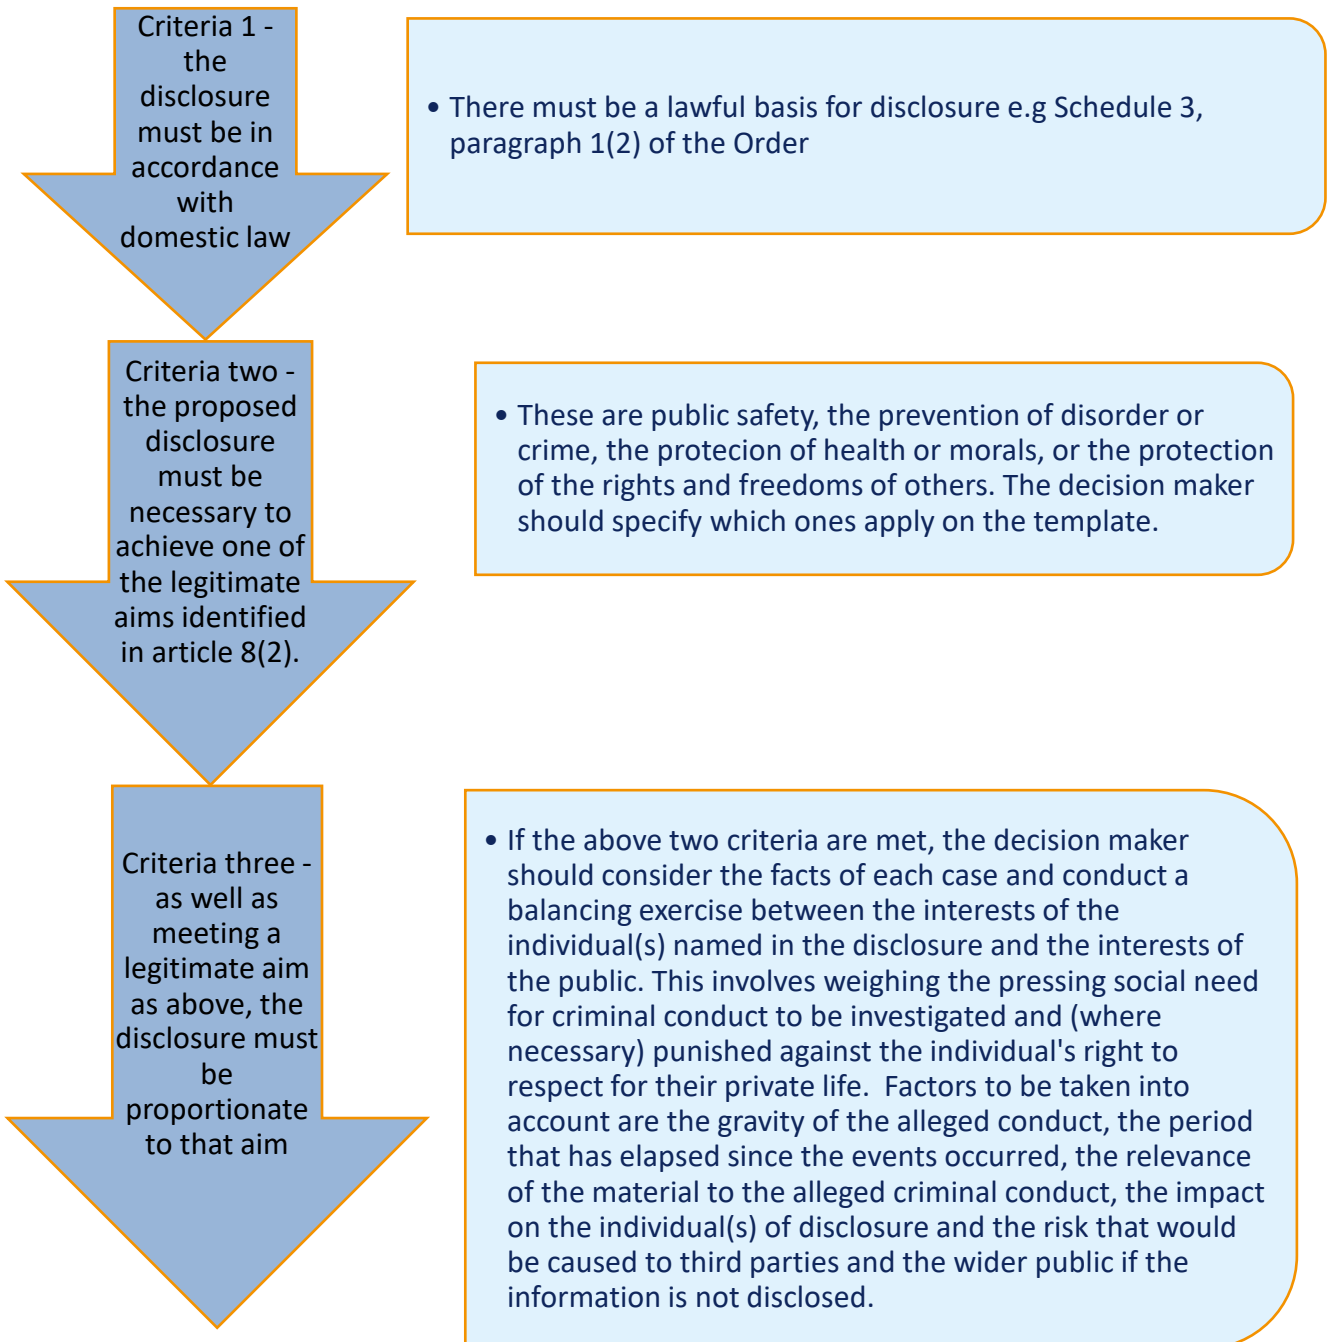 Criteria 1 -
the
disclosure
must be in
accordance
with
domestic law
• There must be a lawful basis for disclosure e.g Schedule 3,
paragraph 1(2) of the Order
Criteria two -
the proposed
disclosure
must be
necessary to
achieve one of
the legitimate
aims identified
in article 8(2).
• These are public safety, the prevention of disorder or
crime, the protecion of health or morals, or the protection
of the rights and freedoms of others. The decision maker
should specify which ones apply on the template.
Criteria three -
as well as
meeting a
legitimate aim
as above, the
disclosure must
be
proportionate
to that aim
• If the above two criteria are met, the decision maker
should consider the facts of each case and conduct a
balancing exercise between the interests of the
individual(s) named in the disclosure and the interests of
the public. This involves weighing the pressing social need
for criminal conduct to be investigated and (where
necessary) punished against the individual's right to
respect for their private life.  Factors to be taken into
account are the gravity of the alleged conduct, the period
that has elapsed since the events occurred, the relevance
of the material to the alleged criminal conduct, the impact
on the individual(s) of disclosure and the risk that would
be caused to third parties and the wider public if the
information is not disclosed.